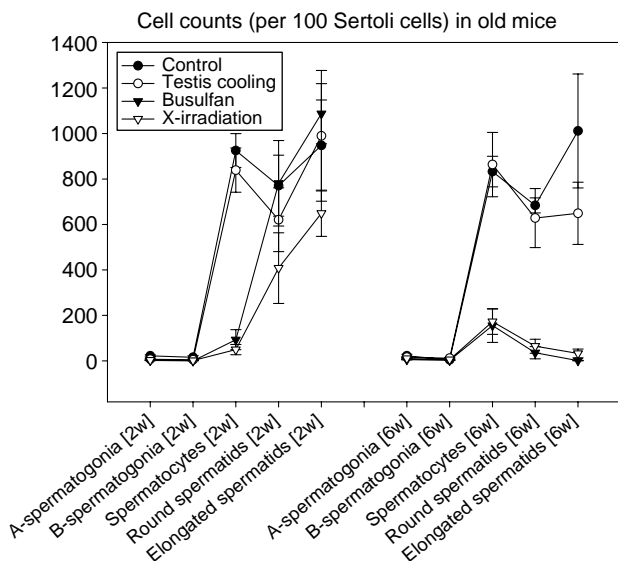 Cell counts (per 100 Sertoli cells) in old mice
1400
1200
1000
800
600
400
200
0
Control
Testis cooling
Busulfan
X-irradiation
A-spermatogonia [2w]
B-spermatogonia [2w]
Spermatocytes [2w]
Round spermatids [2w]
Elongated spermatids [2w]
A-spermatogonia [6w]
B-spermatogonia [6w]
Spermatocytes [6w]
Round spermatids [6w]
Elongated spermatids [6w]